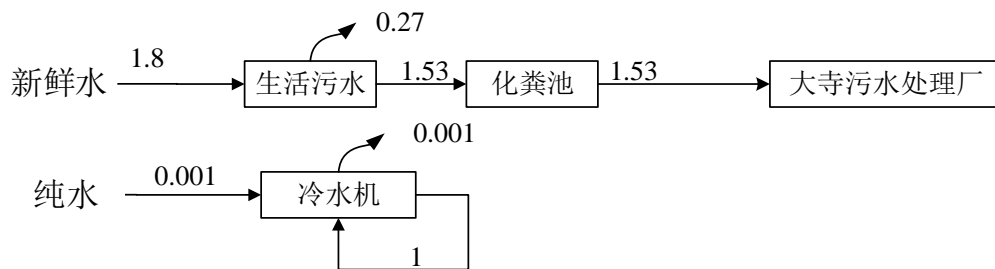 0.27
新鲜水 1.8 生活污水 1.53 化粪池 1.53 大寺污水处理厂
0.001
纯水 0.001 冷水机
1